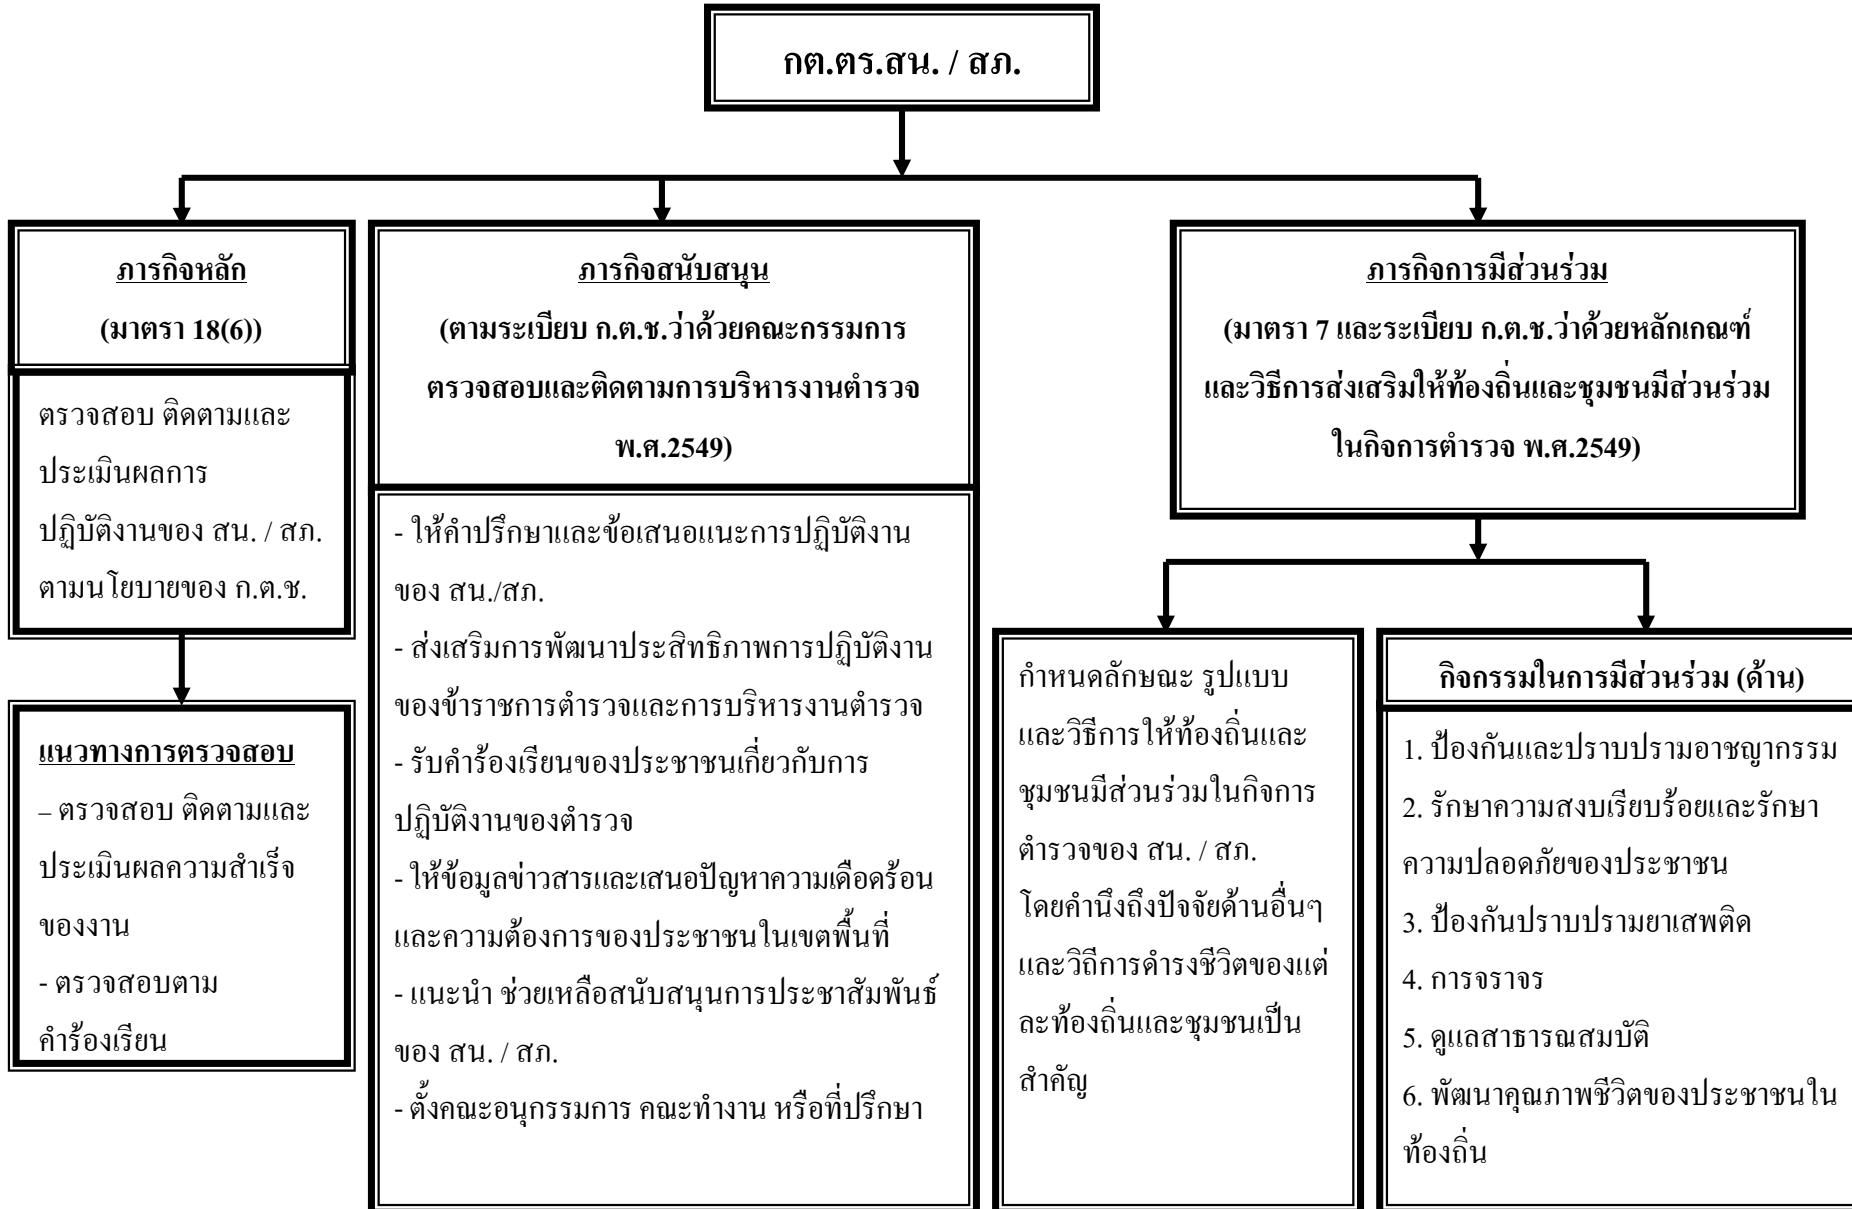 กต.ตร.สน. / สภ.
ภารกิจหลัก
(มาตรา 18(6))
ตรวจสอบ ติดตามและ
ประเมินผลการ
ปฏิบัติงานของ สน. / สภ.
ตามนโยบายของ ก.ต.ช.
แนวทางการตรวจสอบ
– ตรวจสอบ ติดตามและ
ประเมินผลความสำเร็จ
ของงาน
- ตรวจสอบตาม
คำร้องเรียน
ภารกิจสนับสนุน
(ตามระเบียบ ก.ต.ช.ว่าด้วยคณะกรรมการ
ตรวจสอบและติดตามการบริหารงานตำรวจ
พ.ศ.2549)
- ให้คำปรึกษาและข้อเสนอแนะการปฏิบัติงาน
ของ สน./สภ.
- ส่งเสริมการพัฒนาประสิทธิภาพการปฏิบัติงาน
ของข้าราชการตำรวจและการบริหารงานตำรวจ
- รับคำร้องเรียนของประชาชนเกี่ยวกับการ
ปฏิบัติงานของตำรวจ
- ให้ข้อมูลข่าวสารและเสนอปัญหาความเดือดร้อน
และความต้องการของประชาชนในเขตพื้นที่
- แนะนำ ช่วยเหลือสนับสนุนการประชาสัมพันธ์
ของ สน. / สภ.
- ตั้งคณะอนุกรรมการ คณะทำงาน หรือที่ปรึกษา
ภารกิจการมีส่วนร่วม
(มาตรา 7 และระเบียบ ก.ต.ช.ว่าด้วยหลักเกณฑ์
และวิธีการส่งเสริมให้ท้องถิ่นและชุมชนมีส่วนร่วม
ในกิจการตำรวจ พ.ศ.2549)
กำหนดลักษณะ รูปแบบ
และวิธีการให้ท้องถิ่นและ
ชุมชนมีส่วนร่วมในกิจการ
ตำรวจของ สน. / สภ.
โดยคำนึงถึงปัจจัยด้านอื่นๆ
และวิถีการดำรงชีวิตของแต่
ละท้องถิ่นและชุมชนเป็น
สำคัญ
กิจกรรมในการมีส่วนร่วม (ด้าน)
1. ป้องกันและปราบปรามอาชญากรรม
2. รักษาความสงบเรียบร้อยและรักษา
ความปลอดภัยของประชาชน
3. ป้องกันปราบปรามยาเสพติด
4. การจราจร
5. ดูแลสาธารณสมบัติ
6. พัฒนาคุณภาพชีวิตของประชาชนใน
ท้องถิ่น